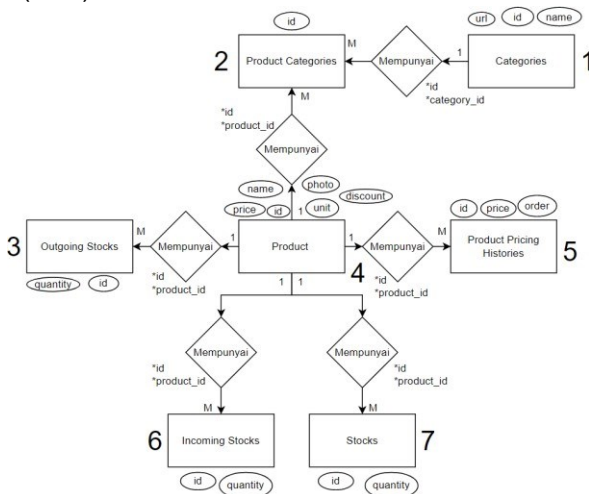 id
url
id
name
2
Product Categories
M
Mempunyai
1
Categories
1
M
*id
*category_id
*id
*product_id
Mempunyai
name
photo
discount
price
id
1
unit
id
price
order
3
Outgoing Stocks
M
Mempunyai
1
Product
1
Mempunyai
M
Product Pricing
Histories
5
4
quantity
id
*id
*product_id
1
1
*id
*product_id
Mempunyai
Mempunyai
*id
*product_id
*id
*product_id
M
M
6
Incoming Stocks
Stocks
7
id
quantity
id
quantity